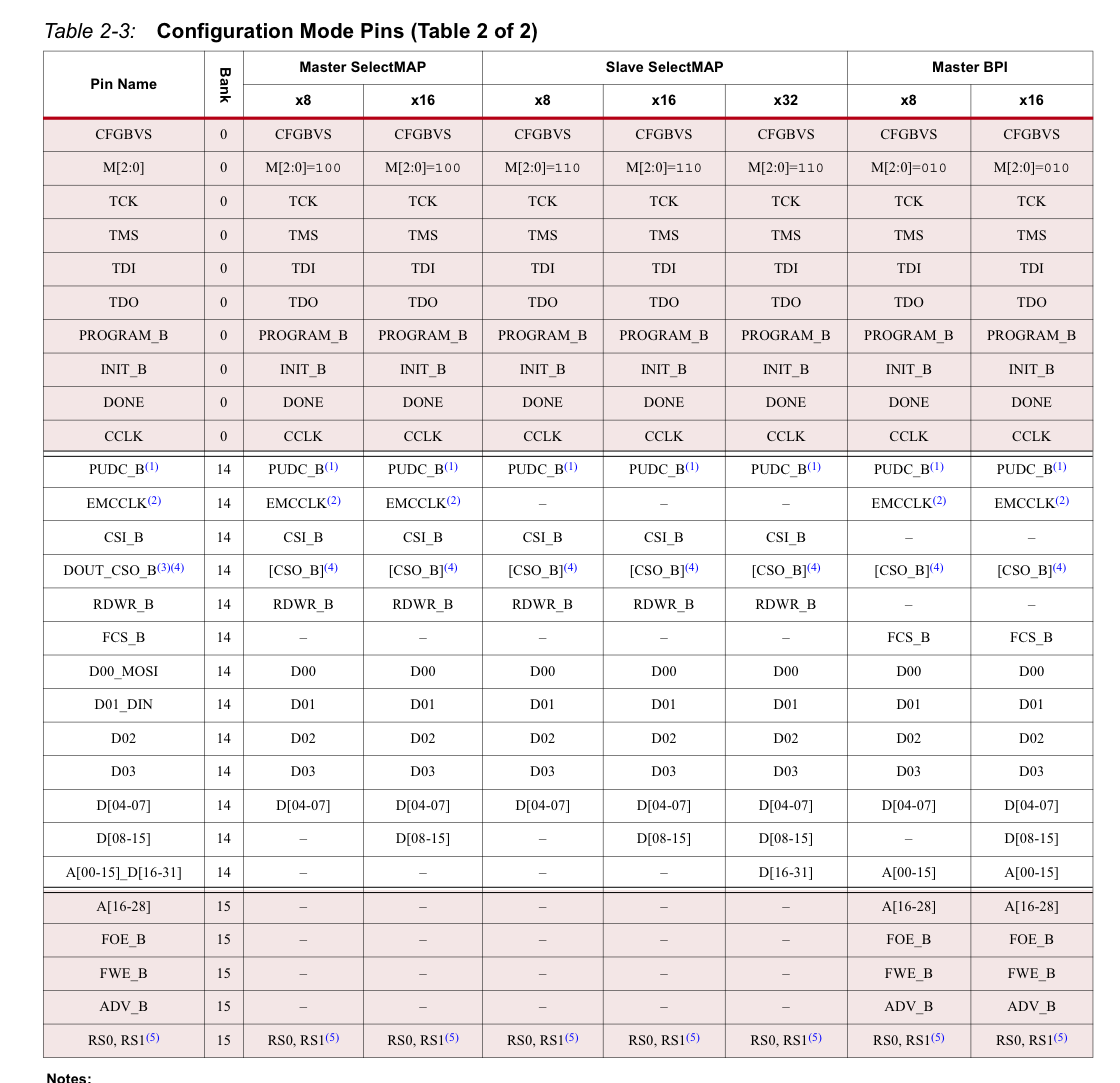 Table 2-3: Configuration Mode Pins (Table 2 of 2)
Pin Name Bank Master SelectMAP Slave SelectMAP Master BPI
x8 x16 x8 x16 x32 x8 x16
CFGBVS 0 CFGBVS CFGBVS CFGBVS CFGBVS CFGBVS CFGBVS CFGBVS
M[2:0] 0 M[2:0]=100 M[2:0]=100 M[2:0]=110 M[2:0]=110 M[2:0]=110 M[2:0]=010 M[2:0]=010
TCK 0 TCK TCK TCK TCK TCK TCK TCK
TMS 0 TMS TMS TMS TMS TMS TMS TMS
TDI 0 TDI TDI TDI TDI TDI TDI TDI
TDO 0 TDO TDO TDO TDO TDO TDO TDO
PROGRAM_B 0 PROGRAM_B PROGRAM_B PROGRAM_B PROGRAM_B PROGRAM_B PROGRAM_B PROGRAM_B
INIT_B 0 INIT_B INIT_B INIT_B INIT_B INIT_B INIT_B INIT_B
DONE 0 DONE DONE DONE DONE DONE DONE DONE
CCLK 0 CCLK CCLK CCLK CCLK CCLK CCLK CCLK
PUDC_B(1) 14 PUDC_B(1) PUDC_B(1) PUDC_B(1) PUDC_B(1) PUDC_B(1) PUDC_B(1) PUDC_B(1)
EMCCLK(2) 14 EMCCLK(2) EMCCLK(2) – – – EMCCLK(2) EMCCLK(2)
CSI_B 14 CSI_B CSI_B CSI_B CSI_B CSI_B – –
DOUT_CSO_B(3)(4) 14 [CSO_B](4) [CSO_B](4) [CSO_B](4) [CSO_B](4) [CSO_B](4) [CSO_B](4) [CSO_B](4)
RDWR_B 14 RDWR_B RDWR_B RDWR_B RDWR_B RDWR_B – –
FCS_B 14 – – – – – FCS_B FCS_B
D00_MOSI 14 D00 D00 D00 D00 D00 D00 D00
D01_DIN 14 D01 D01 D01 D01 D01 D01 D01
D02 14 D02 D02 D02 D02 D02 D02 D02
D03 14 D03 D03 D03 D03 D03 D03 D03
D[04-07] 14 D[04-07] D[04-07] D[04-07] D[04-07] D[04-07] D[04-07] D[04-07]
D[08-15] 14 – D[08-15] – D[08-15] D[08-15] – D[08-15]
A[00-15]_D[16-31] 14 – – – – D[16-31] A[00-15] A[00-15]
A[16-28] 15 – – – – – A[16-28] A[16-28]
FOE_B 15 – – – – – FOE_B FOE_B
FWE_B 15 – – – – – FWE_B FWE_B
ADV_B 15 – – – – – ADV_B ADV_B
RS0, RS1(5) 15 RS0, RS1(5) RS0, RS1(5) RS0, RS1(5) RS0, RS1(5) RS0, RS1(5) RS0, RS1(5) RS0, RS1(5)
Notes: